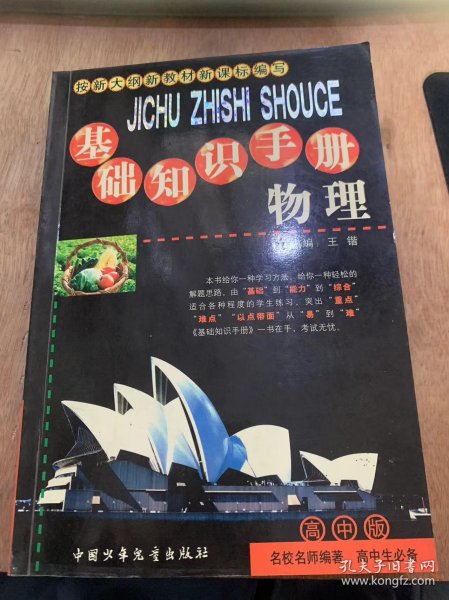 按新大纲新教材新课标编写
JICHU ZHISHI SHOUCE
基础知识手册
物理
编 王锴
本书给你一种学习方法，给你一种轻松的
解题思路，由“基础”到“能力”到“综合”
适合各种程度的学生练习，突出“重点”
“难点”“以点带面”从“易”到“难”
《基础知识手册》一书在手，考试无忧。
高中版
中国少年儿童出版社
名校名师编著 高中生必备
孔夫子旧书网
www.kongfz.com